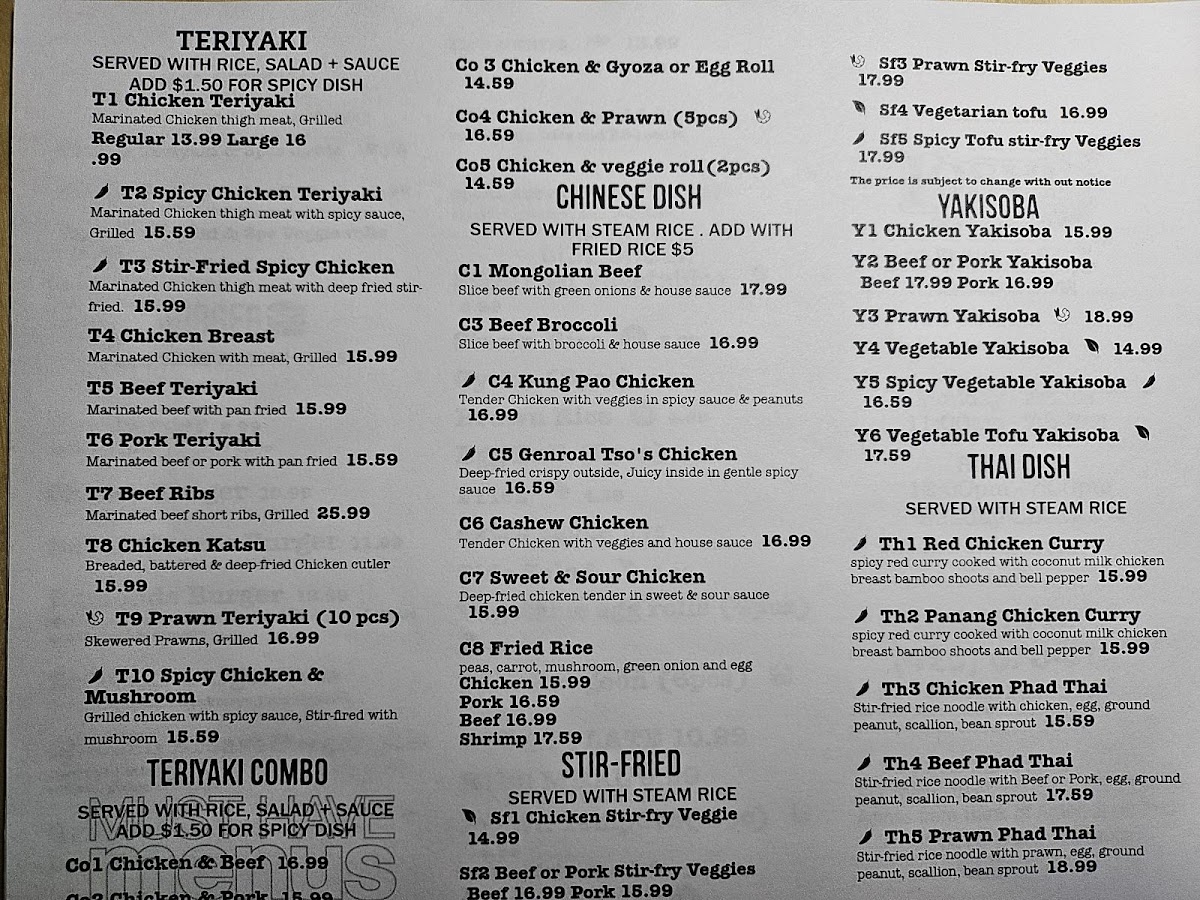 TERIYAKI
SERVED WITH RICE, SALAD + SAUCE
ADD $1.50 FOR SPICY DISH
T1 Chicken Teriyaki
Marinated Chicken thigh meat, Grilled
Regular 13.99 Large 16
.99
T2 Spicy Chicken Teriyaki
Marinated Chicken thigh meat with spicy sauce,
Grilled 15.59
T3 Stir-Fried Spicy Chicken
Marinated Chicken thigh meat with deep fried stir-
fried. 15.99
T4 Chicken Breast
Marinated Chicken with meat, Grilled 15.99
T5 Beef Teriyaki
Marinated beef with pan fried 15.99
T6 Pork Teriyaki
Marinated beef or pork with pan fried 15.59
T7 Beef Ribs
Marinated beef short ribs, Grilled 25.99
T8 Chicken Katsu
Breaded, battered & deep-fried Chicken cutler
15.99
T9 Prawn Teriyaki (10 pcs)
Skewered Prawns, Grilled 16.99
T10 Spicy Chicken &
Mushroom
Grilled chicken with spicy sauce, Stir-fired with
mushroom 15.59
TERIYAKI COMBO
MUST HAVE
menus
SERVED WITH RICE, SALAD + SAUCE
ADD $1.50 FOR SPICY DISH
Co1 Chicken & Beef 16.99
Co2 Chicken & Pork 15.99
Co 3 Chicken & Gyoza or Egg Roll
14.59
Co4 Chicken & Prawn (5pcs)
16.59
Co5 Chicken & veggie roll(2pcs)
14.59
CHINESE DISH
SERVED WITH STEAM RICE . ADD WITH
FRIED RICE $5
C1 Mongolian Beef
Slice beef with green onions & house sauce 17.99
C3 Beef Broccoli
Slice beef with broccoli & house sauce 16.99
C4 Kung Pao Chicken
Tender Chicken with veggies in spicy sauce & peanuts
16.99
C5 Genroal Tso's Chicken
Deep-fried crispy outside, Juicy inside in gentle spicy
sauce 16.59
C6 Cashew Chicken
Tender Chicken with veggies and house sauce 16.99
C7 Sweet & Sour Chicken
Deep-fried chicken tender in sweet & sour sauce
15.99
C8 Fried Rice
peas, carrot, mushroom, green onion and egg
Chicken 15.99
Pork 16.59
Beef 16.99
Shrimp 17.59
STIR-FRIED
SERVED WITH STEAM RICE
Sf1 Chicken Stir-fry Veggie
14.99
Sf2 Beef or Pork Stir-fry Veggies
Beef 16.99 Pork 15.99
Sf3 Prawn Stir-fry Veggies
17.99
Sf4 Vegetarian tofu 16.99
Sf5 Spicy Tofu stir-fry Veggies
17.99
The price is subject to change with out notice
YAKISOBA
Y1 Chicken Yakisoba 15.99
Y2 Beef or Pork Yakisoba
Beef 17.99 Pork 16.99
Y3 Prawn Yakisoba 18.99
Y4 Vegetable Yakisoba 14.99
Y5 Spicy Vegetable Yakisoba
16.59
Y6 Vegetable Tofu Yakisoba
17.59
THAI DISH
SERVED WITH STEAM RICE
Th1 Red Chicken Curry
spicy red curry cooked with coconut milk chicken
breast bamboo shoots and bell pepper 15.99
Th2 Panang Chicken Curry
spicy red curry cooked with coconut milk chicken
breast bamboo shoots and bell pepper 15.99
Th3 Chicken Phad Thai
Stir-fried rice noodle with chicken, egg, ground
peanut, scallion, bean sprout 15.59
Th4 Beef Phad Thai
Stir-fried rice noodle with Beef or Pork, egg, ground
peanut, scallion, bean sprout 17.59
Th5 Prawn Phad Thai
Stir-fried rice noodle with prawn, egg, ground
peanut, scallion, bean sprout 18.99